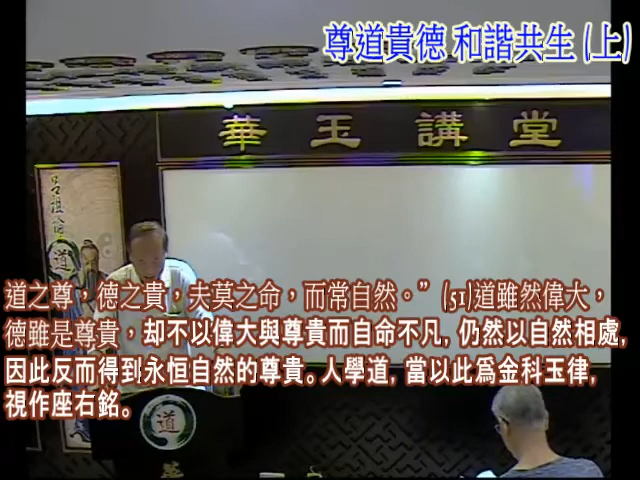 尊道貴德 和諧共生 (上)
華玉講堂
呂祖
道
道之尊，德之貴，夫莫之命，而常自然。” (51)道雖然偉大，
德雖是尊貴，却不以偉大與尊貴而自命不凡，仍然以自然相處，
因此反而得到永恒自然的尊貴。人學道，當以此爲金科玉律，
視作座右銘。
道